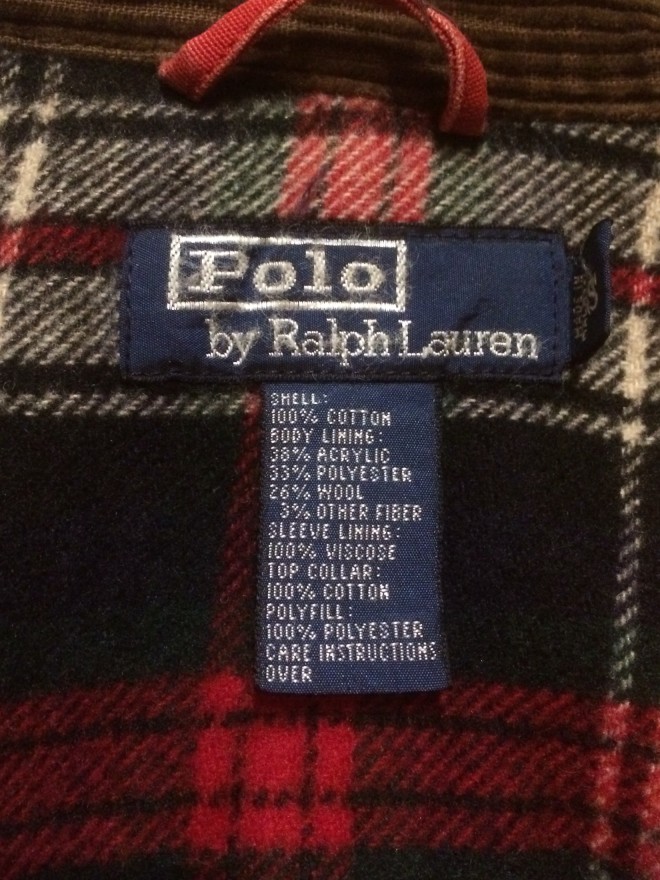 Polo
by Ralph Lauren
SHELL:
100% COTTON
BODY LINING:
38% ACRYLIC
33% POLYESTER
26% WOOL
3% OTHER FIBER
SLEEVE LINING:
100% VISCOSE
TOP COLLAR:
100% COTTON
POLYFILL:
100% POLYESTER
CARE INSTRUCTIONS
OVER